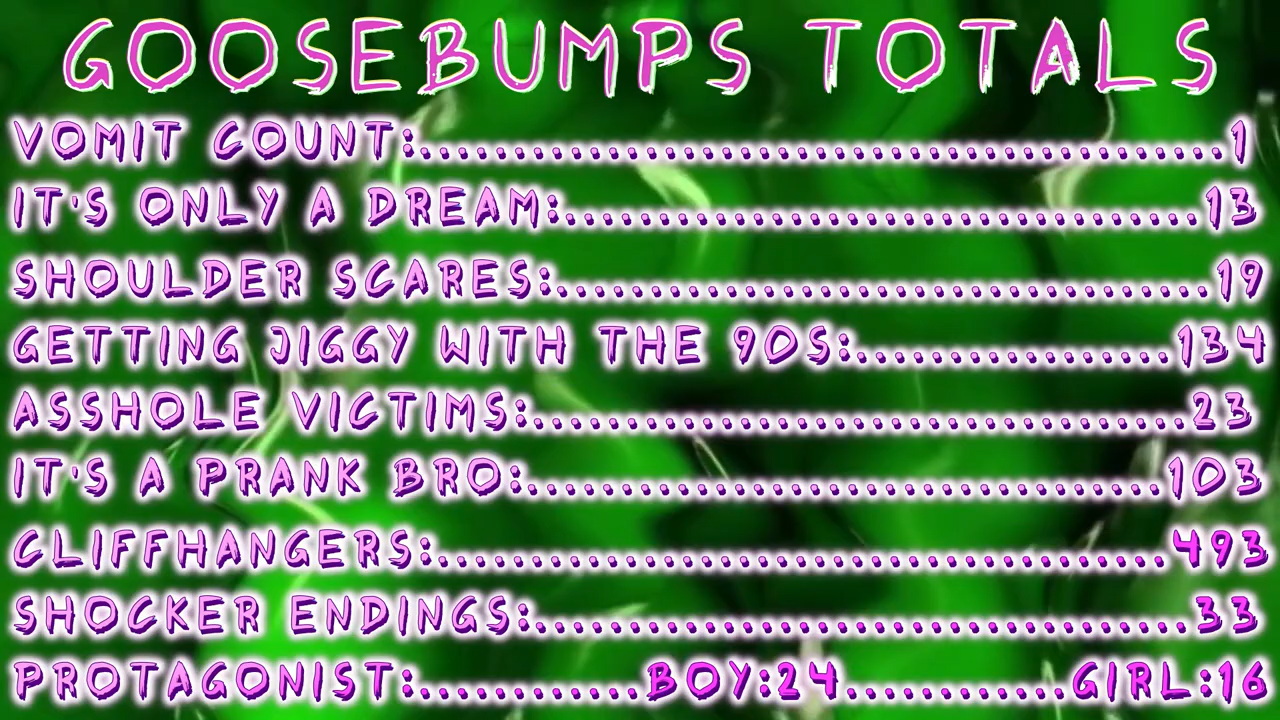 GOOSEBUMPS TOTALS
VOMIT COUNT:..................................................1
IT'S ONLY A DREAM:.......................................13
SHOULDER SCARES:........................................19
GETTING JIGGY WITH THE 90S:....................134
ASSHOLE VICTIMS:.........................................23
IT'S A PRANK BRO:.......................................103
CLIFFHANGERS:.............................................493
SHOCKER ENDINGS:........................................33
PROTAGONIST:..............BOY:24..............GIRL:16